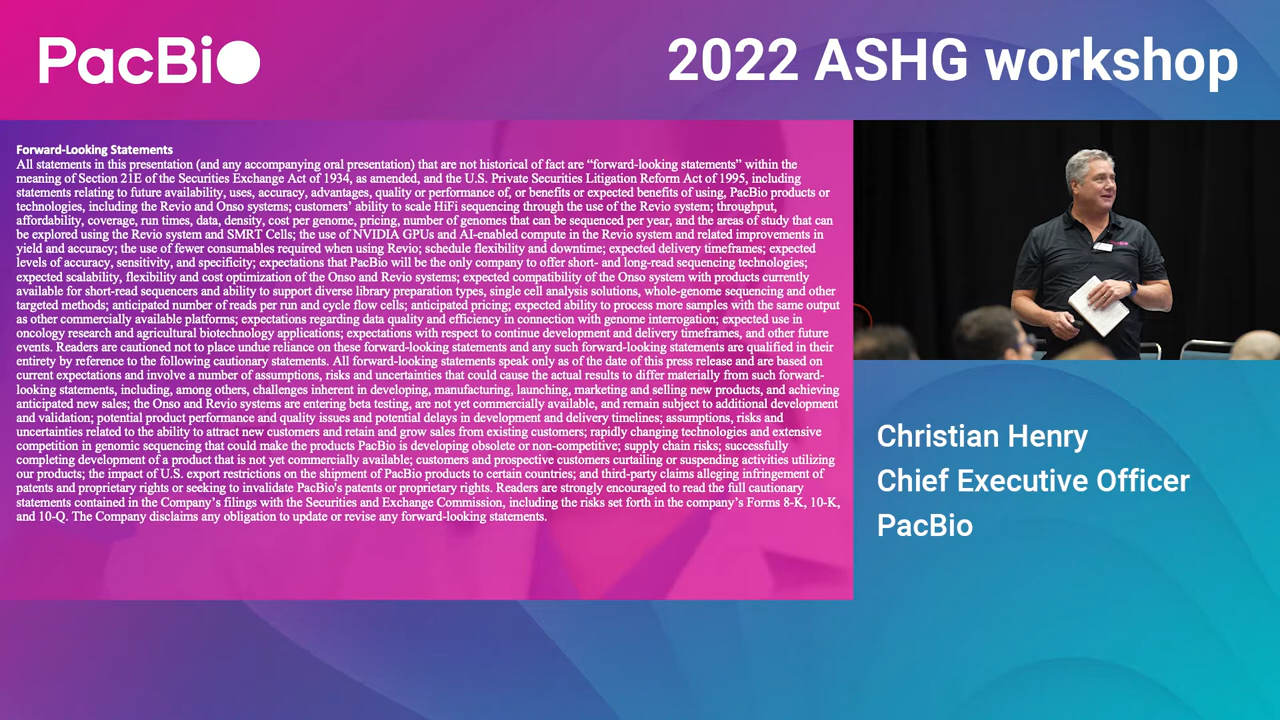 PacBio
2022 ASHG workshop
Forward-Looking Statements
All statements in this presentation (and any accompanying oral presentation) that are not historical of fact are “forward-looking statements” within the
meaning of Section 21E of the Securities Exchange Act of 1934, as amended, and the U.S. Private Securities Litigation Reform Act of 1995, including
statements relating to future availability, uses, accuracy, advantages, quality or performance of, or benefits or expected benefits of using, PacBio products or
technologies, including the Revio and Onso systems; customers’ ability to scale HiFi sequencing through the use of the Revio system; throughput,
affordability, coverage, run times, data, density, cost per genome, pricing, number of genomes that can be sequenced per year, and the areas of study that can
be explored using the Revio system and SMRT Cells; the use of NVIDIA GPUs and AI-enabled compute in the Revio system and related improvements in
yield and accuracy; the use of fewer consumables required when using Revio; schedule flexibility and downtime; expected delivery timeframes; expected
levels of accuracy, sensitivity, and specificity; expectations that PacBio will be the only company to offer short- and long-read sequencing technologies;
expected scalability, flexibility and cost optimization of the Onso and Revio systems; expected compatibility of the Onso system with products currently
available for short-read sequencers and ability to support diverse library preparation types, single cell analysis solutions, whole-genome sequencing and other
targeted methods; anticipated number of reads per run and cycle flow cells; anticipated pricing; expected ability to process more samples with the same output
as other commercially available platforms; expectations regarding data quality and efficiency in connection with genome interrogation; expected use in
oncology research and agricultural biotechnology applications; expectations with respect to continue development and delivery timeframes, and other future
events. Readers are cautioned not to place undue reliance on these forward-looking statements and any such forward-looking statements are qualified in their
entirety by reference to the following cautionary statements. All forward-looking statements speak only as of the date of this press release and are based on
current expectations and involve a number of assumptions, risks and uncertainties that could cause the actual results to differ materially from such forward-
looking statements, including, among others, challenges inherent in developing, manufacturing, launching, marketing and selling new products, and achieving
anticipated new sales; the Onso and Revio systems are entering beta testing, are not yet commercially available, and remain subject to additional development
and validation; potential product performance and quality issues and potential delays in development and delivery timelines; assumptions, risks and
uncertainties related to the ability to attract new customers and retain and grow sales from existing customers; rapidly changing technologies and extensive
competition in genomic sequencing that could make the products PacBio is developing obsolete or non-competitive; supply chain risks; successfully
completing development of a product that is not yet commercially available; customers and prospective customers curtailing or suspending activities utilizing
our products; the impact of U.S. export restrictions on the shipment of PacBio products to certain countries; and third-party claims alleging infringement of
patents and proprietary rights or seeking to invalidate PacBio's patents or proprietary rights. Readers are strongly encouraged to read the full cautionary
statements contained in the Company’s filings with the Securities and Exchange Commission, including the risks set forth in the company’s Forms 8-K, 10-K,
and 10-Q. The Company disclaims any obligation to update or revise any forward-looking statements.
Christian Henry
Chief Executive Officer
PacBio